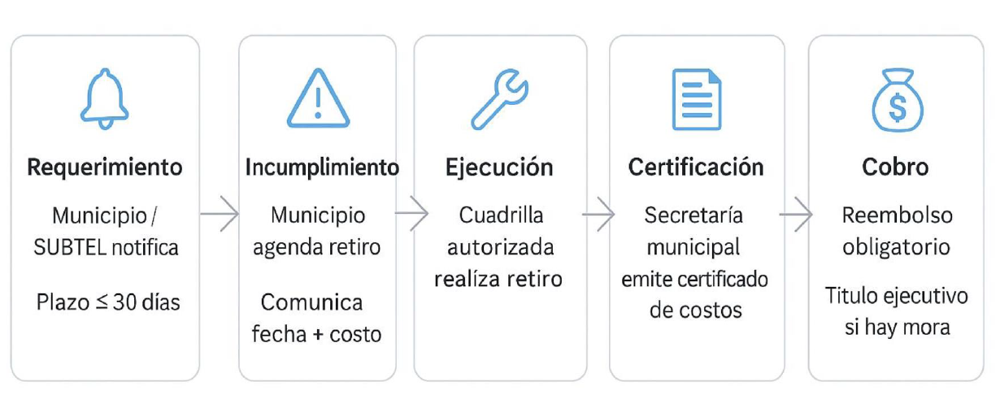 Requerimiento
Municipio /
SUBTEL notifica
Plazo ≤ 30 días
Incumplimiento
Municipio
agenda retiro
Comunica
fecha + costo
Ejecución
Cuadrilla
autorizada
realíza retiro
Certificación
Secretaría
municipal
emite certificado
de costos
$
Cobro
Reembolso
obligatorio
Titulo ejecutivo
si hay mora